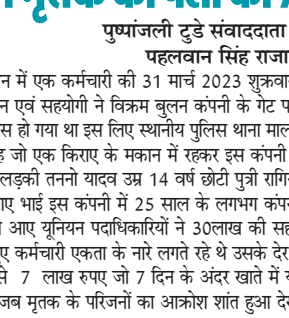 मृतक का पता का
पुष्पांजली टुडे संवाददाता
पहलवान सिंह राजा
न में एक कर्मचारी की 31 मार्च 2023 शुक्रवा
न एवं सहयोगी ने विक्रम बुलन कंपनी के गेट प
स हो गया था इस लिए स्थानीय पुलिस थाना माल
ह जो एक किराए के मकान में रहकर इस कंपनी
लड़की तननो यादव उम्र 14 वर्ष छोटी पुत्री रागि
ाए भाई इस कंपनी में 25 साल के लगभग कंप
आए यूनियन पदाधिकारियों ने 30लाख की सह
ए कर्मचारी एकता के नारे लगते रहे थे उसके देर
से 7 लाख रुपए जो 7 दिन के अंदर खाते में य
जब मृतक के परिजनों का आक्रोश शांत हुआ दे